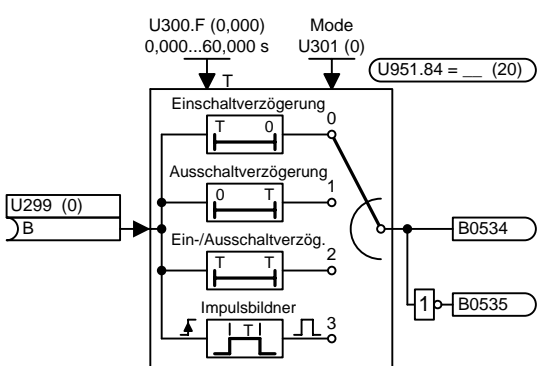 U300.F (0,000)
0,000...60,000 s
Mode
U301 (0)
U951.84 = __ (20)
T
Einschaltverzögerung
T 0
0
Ausschaltverzögerung
0 T
1
U299 (0)
B
B0534
Ein-/Ausschaltverzög.
T T
2
1
B0535
Impulsbildner
T
3